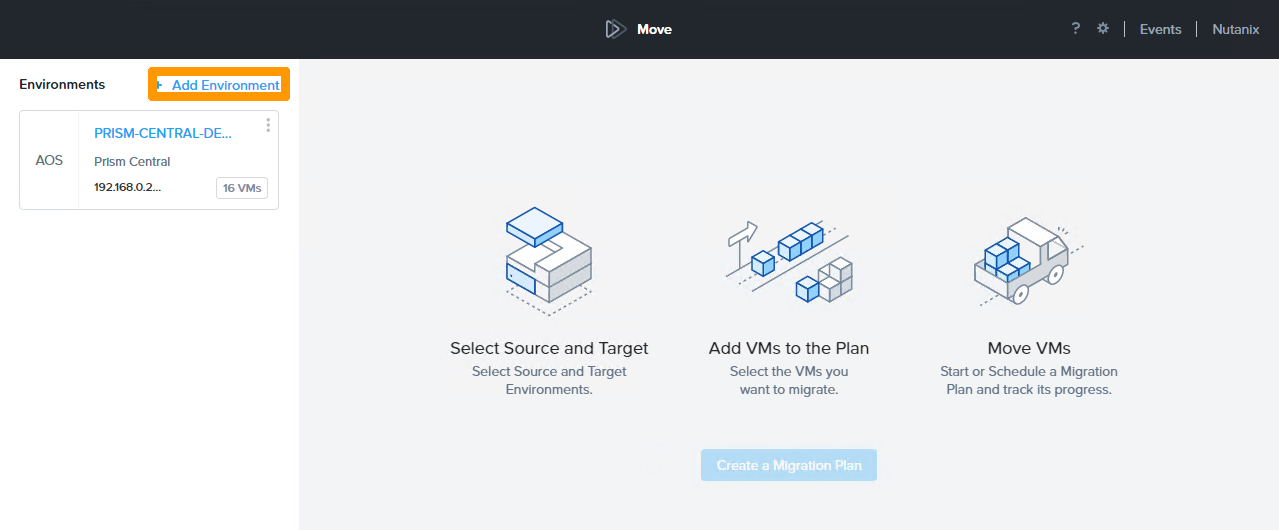 Move
?
Events
Nutanix
Environments
+ Add Environment
AOS
PRISM-CENTRAL-DE...
Prism Central
192.168.0.2...
16 VMs
Select Source and Target
Select Source and Target
Environments.
Add VMs to the Plan
Select the VMs you
want to migrate.
Move VMs
Start or Schedule a Migration
Plan and track its progress.
Create a Migration Plan